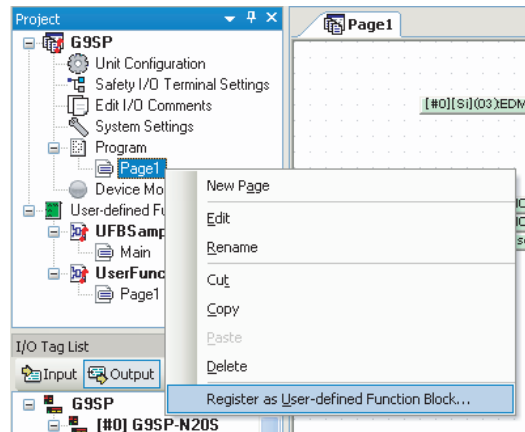 Project
Page1
G9SP
Unit Configuration
Safety I/O Terminal Settings
Edit I/O Comments
System Settings
Program
Page1
Device Mo
User-defined Fu
UFBSamp
Main
UserFunc
Page1
[#0][Si](03):EDM
New Page
Edit
Rename
Cut
Copy
Paste
Delete
Register as User-defined Function Block...
I/O Tag List
Input
Output
G9SP
[#0] G9SP-N20S